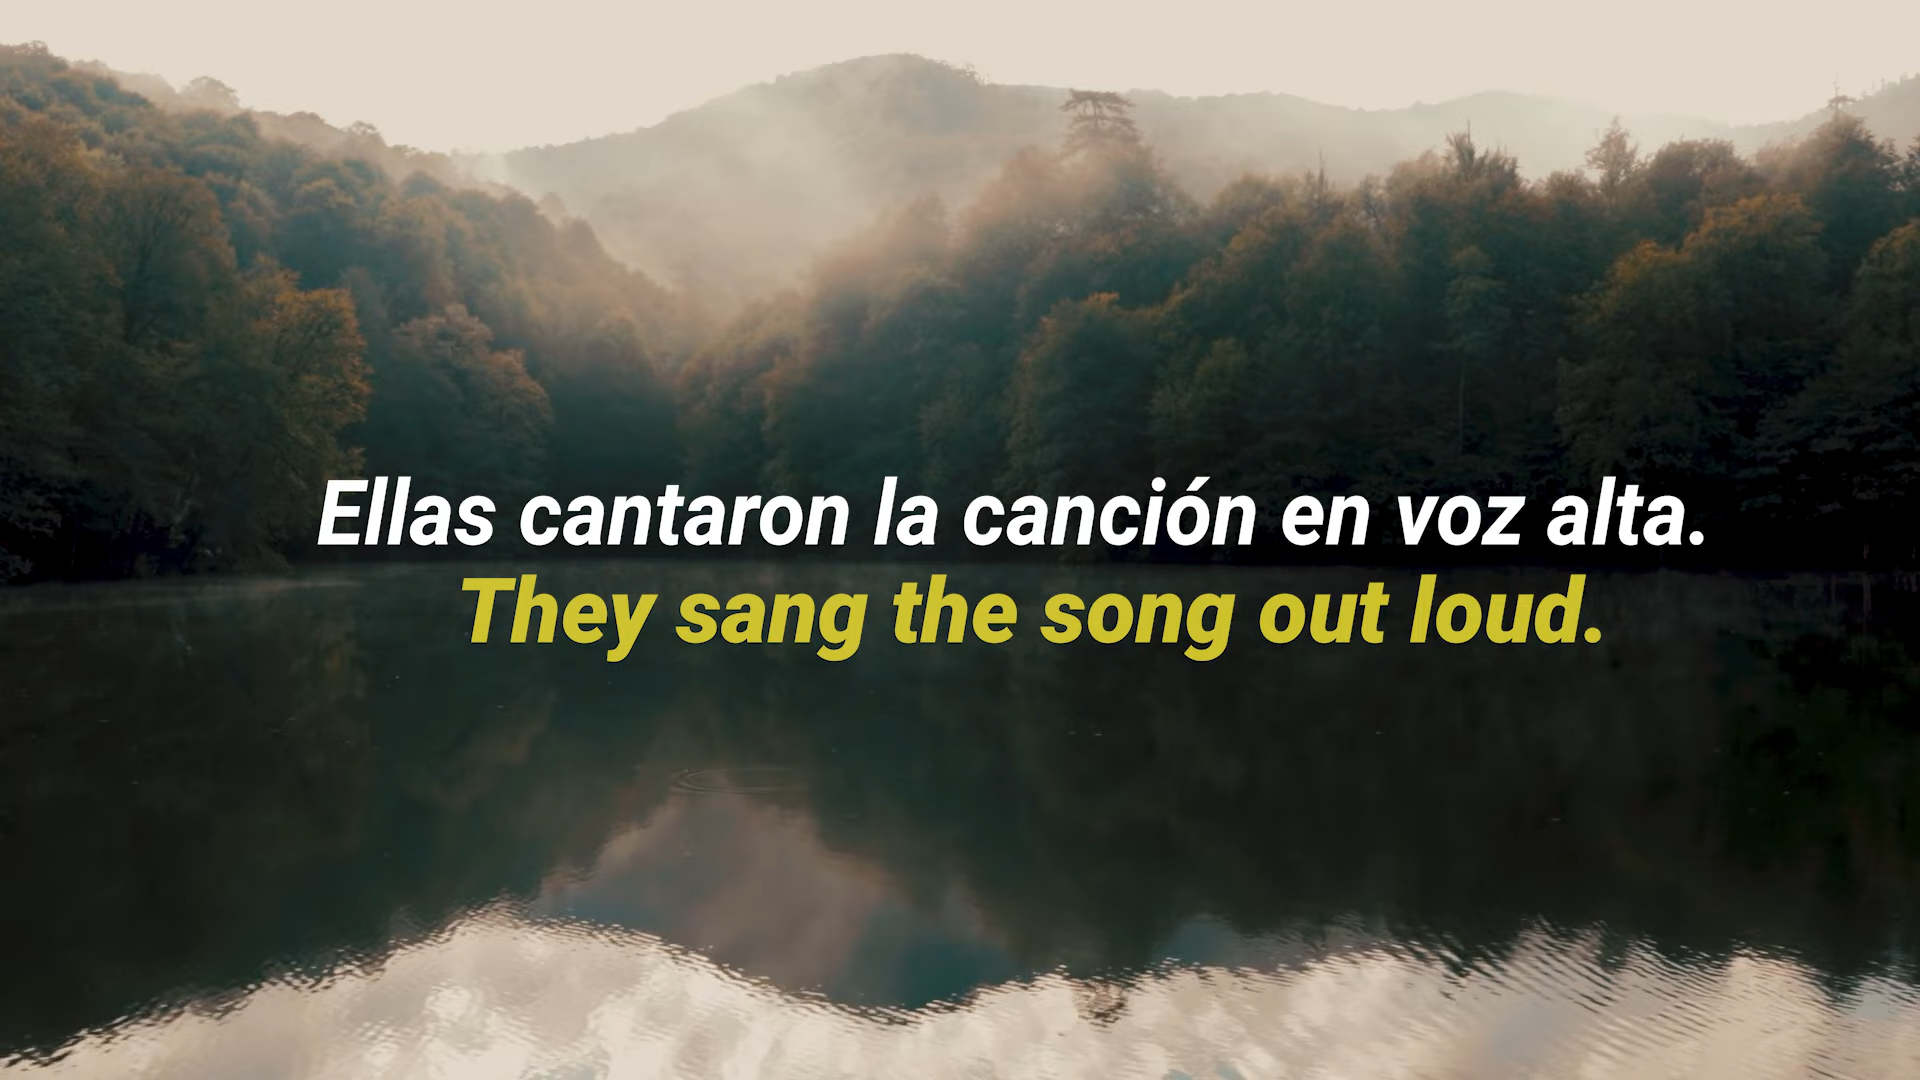 Ellas cantaron la canción en voz alta.
They sang the song out loud.